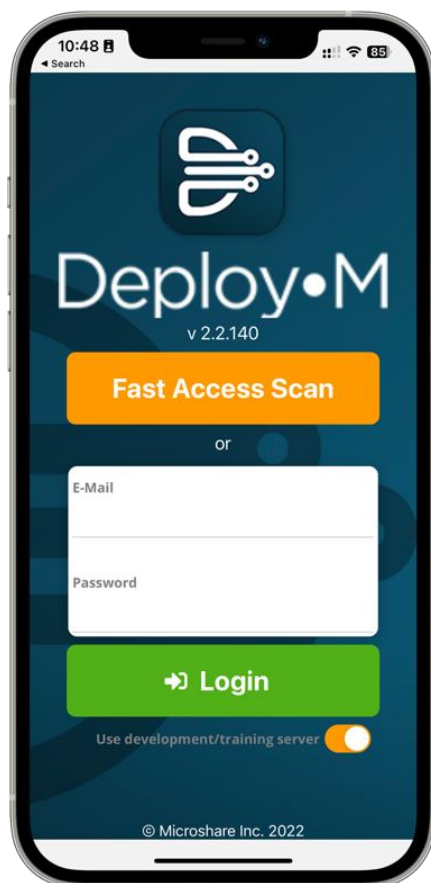 10:48
85
◄ Search
Deploy•M
v 2.2.140
Fast Access Scan
or
E-Mail
Password
Login
Use development/training server
© Microshare Inc. 2022